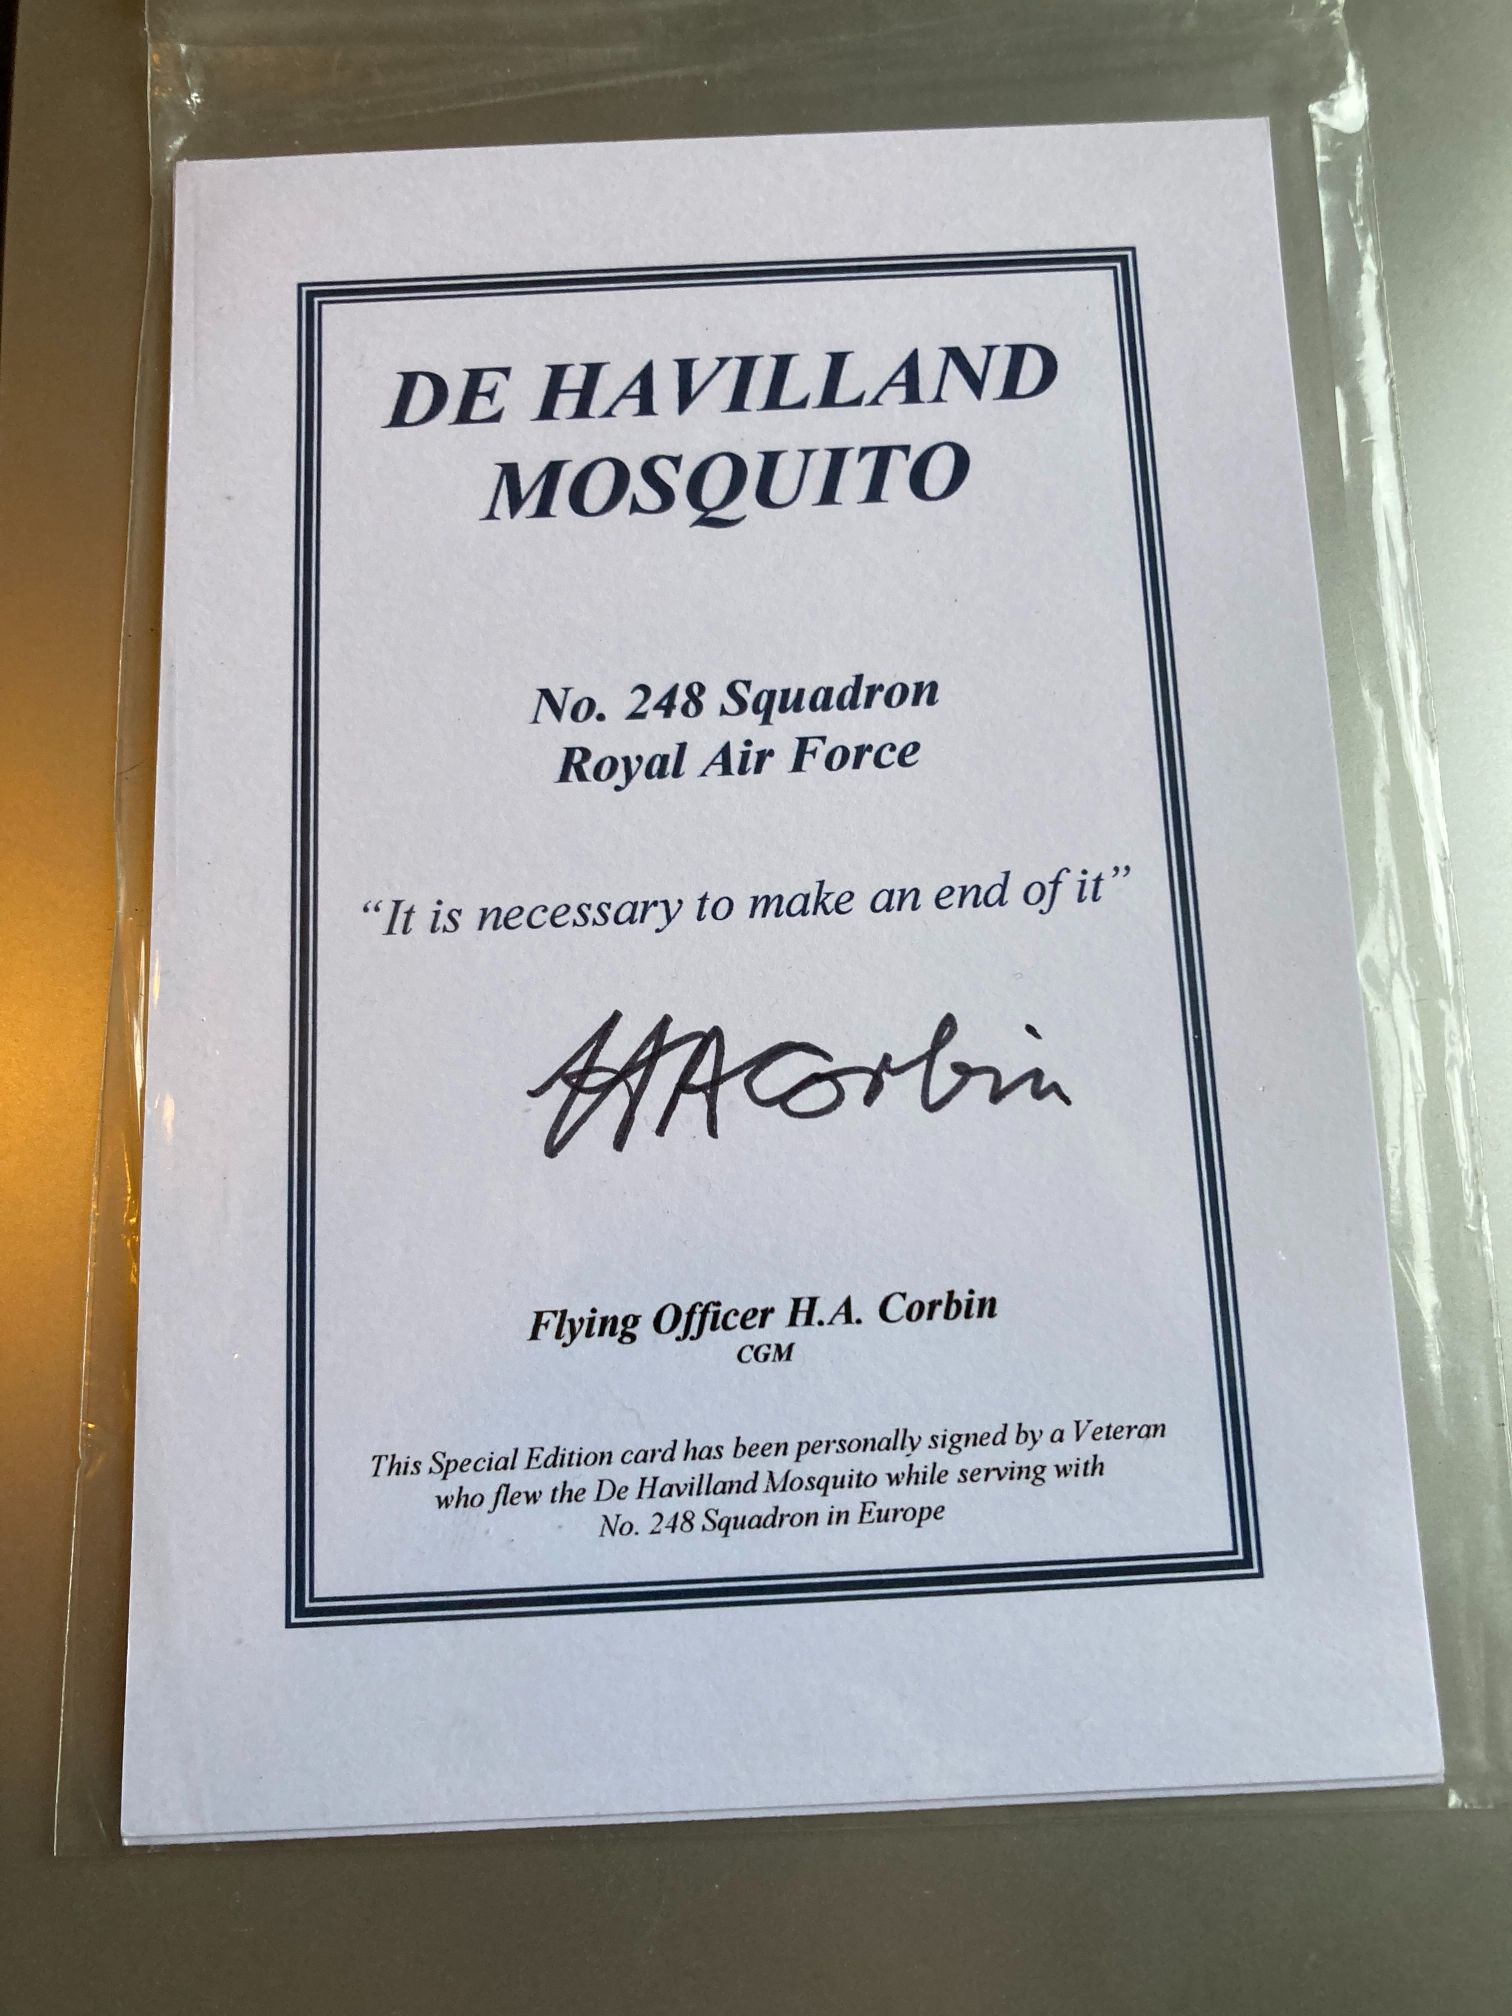 DE HAVILLAND
MOSQUITO
No. 248 Squadron
Royal Air Force
“It is necessary to make an end of it”
HACorbin
Flying Officer H.A. Corbin
CGM
This Special Edition card has been personally signed by a Veteran
who flew the De Havilland Mosquito while serving with
No. 248 Squadron in Europe